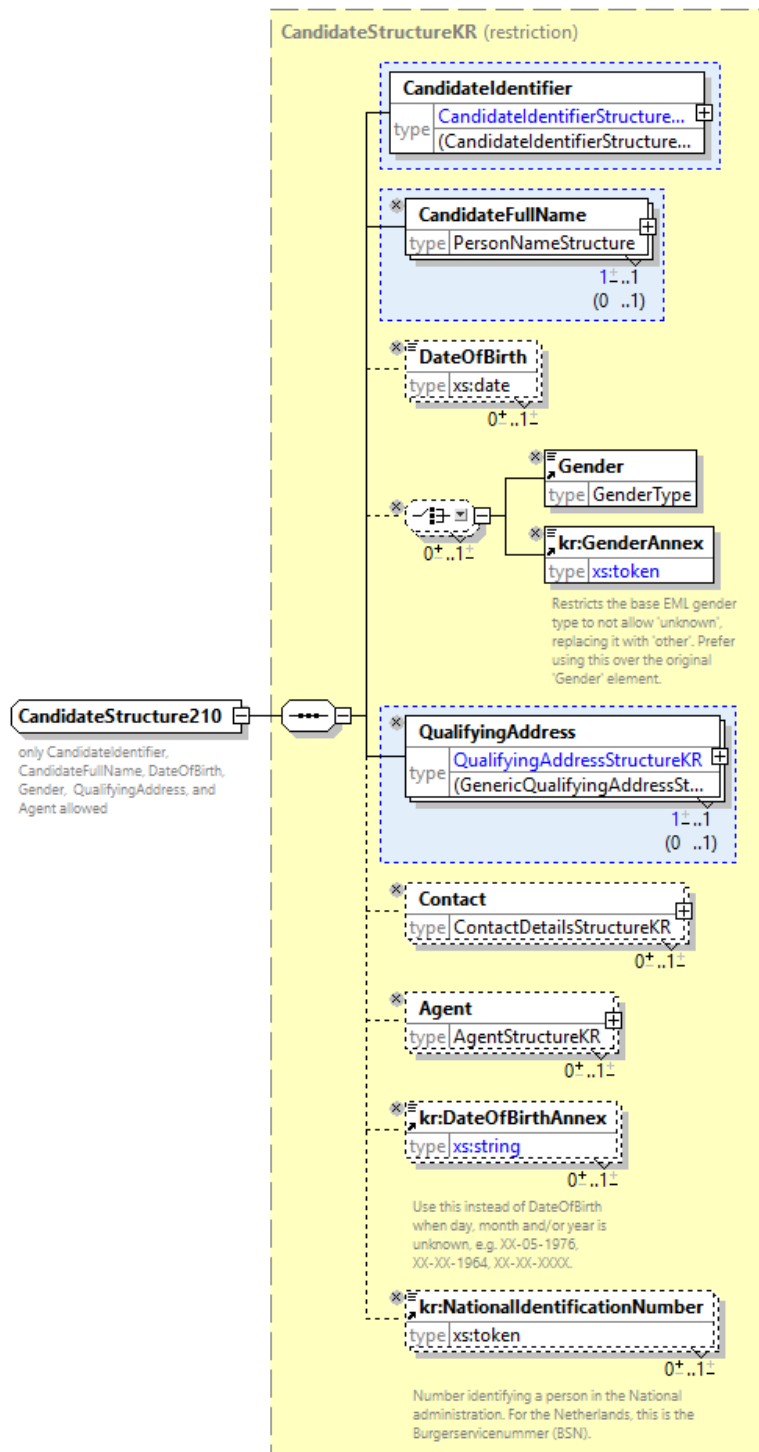 CandidateStructureKR (restriction)
CandidateIdentifier
type
CandidateIdentifierStructure...
(CandidateIdentifierStructure...
CandidateFullName
type PersonNameStructure
1±..1
(0 ..1)
DateOfBirth
type xs:date
0±..1±
Gender
type GenderType
0±..1±
kr:GenderAnnex
type xs:token
Restricts the base EML gender
type to not allow 'unknown',
replacing it with 'other'. Prefer
using this over the original
'Gender' element.
CandidateStructure210
only CandidateIdentifier,
CandidateFullName, DateOfBirth,
Gender, QualifyingAddress, and
Agent allowed
QualifyingAddress
type
QualifyingAddressStructureKR
(GenericQualifyingAddressSt...
1±..1
(0 ..1)
Contact
type ContactDetailsStructureKR
0±..1±
Agent
type AgentStructureKR
0±..1±
kr:DateOfBirthAnnex
type xs:string
0±..1±
Use this instead of DateOfBirth
when day, month and/or year is
unknown, e.g. XX-05-1976,
XX-XX-1964, XX-XX-XXXX.
kr:NationalIdentificationNumber
type xs:token
0±..1±
Number identifying a person in the National
administration. For the Netherlands, this is the
Burgerservicenummer (BSN).